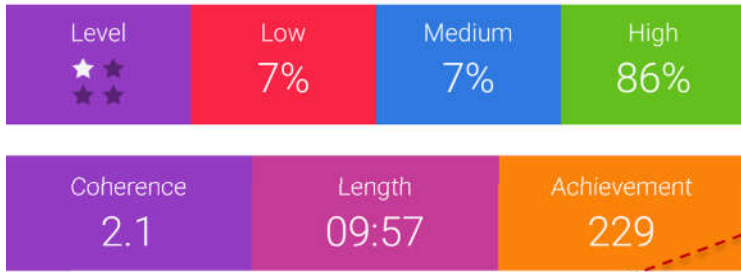 Level Low Medium High
7% 7% 86%
Coherence Length Achievement
2.1 09:57 229